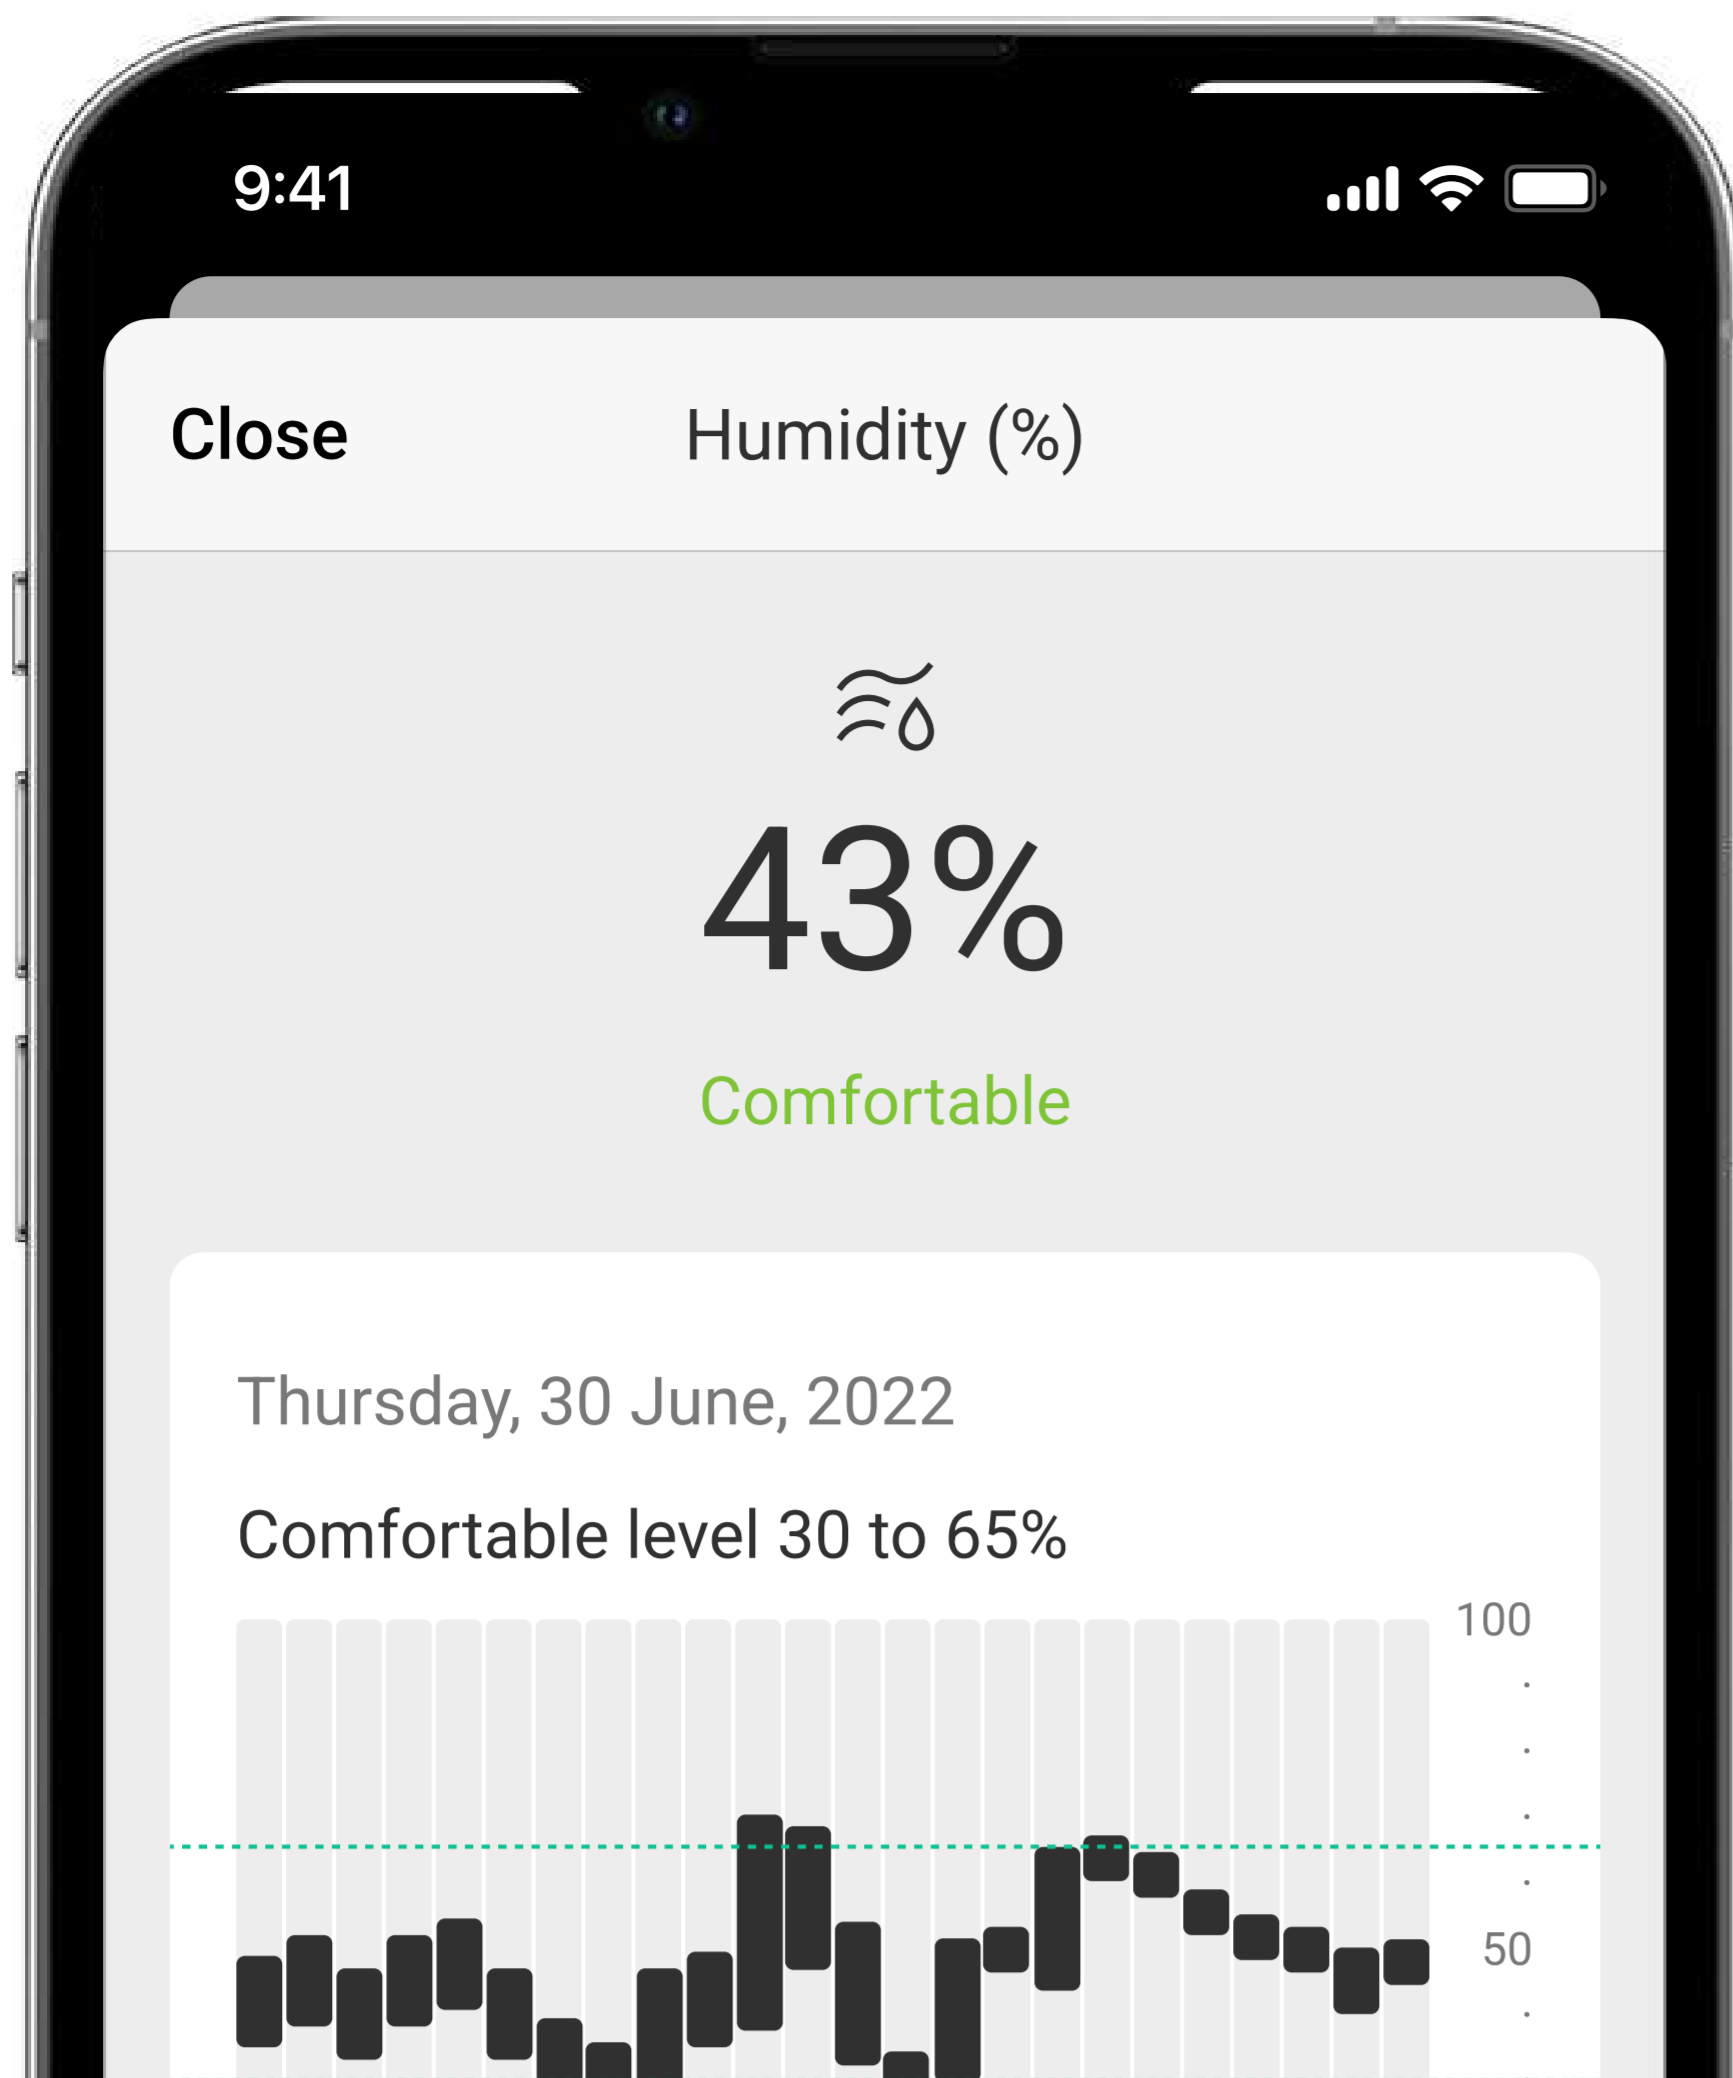 9:41
Close
Humidity (%)
43%
Comfortable
Thursday, 30 June, 2022
Comfortable level 30 to 65%
100
50